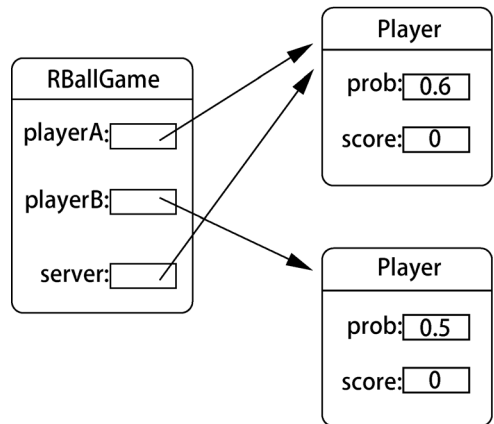 RBallGame
playerA:
playerB:
server:
Player
prob: 0.6
score: 0
Player
prob: 0.5
score: 0